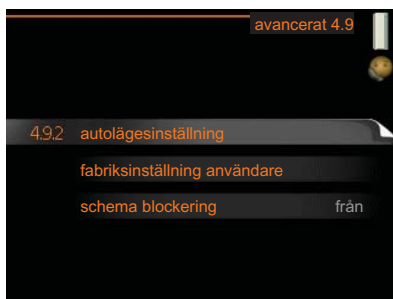 avancerat 4.9
4.9.2 autolägesinställning
fabriksinställning användare
schema blockering från